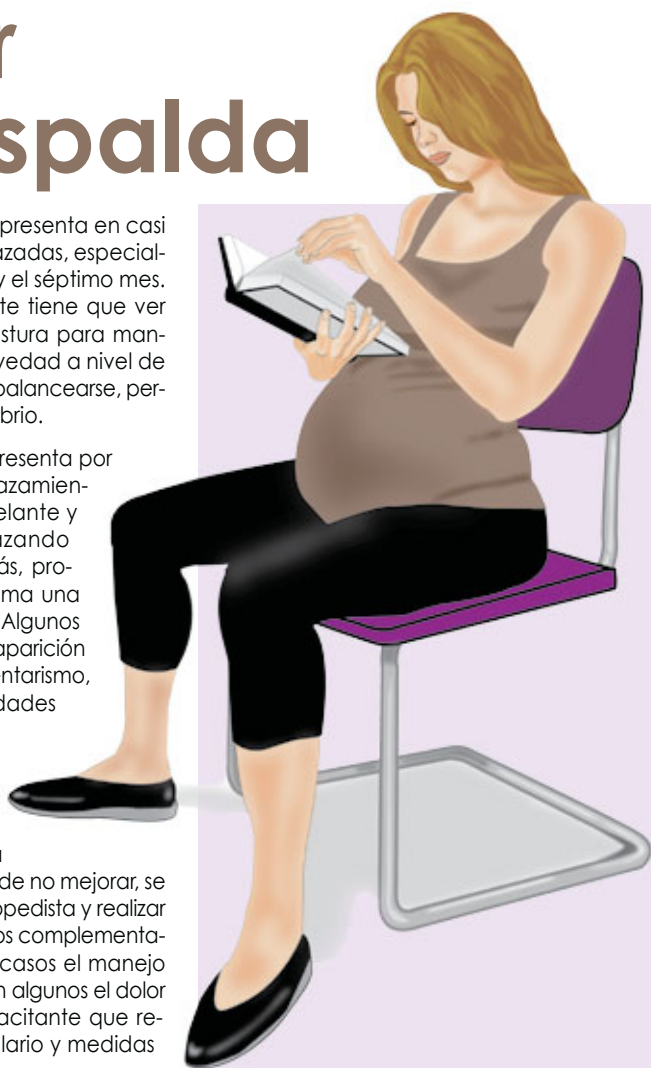 r
spalda
presenta en casi
azadas, especial-
y el séptimo mes.
te tiene que ver
stura para man-
vedad a nivel de
balancearse, per-
brio.
resenta por
azamien-
elante y
azando
ás, pro-
ma una
Algunos
aparición
entarismo,
dades
de no mejorar, se
opedista y realizar
os complementa-
casos el manejo
n algunos el dolor
acitante que re-
lario y medidas